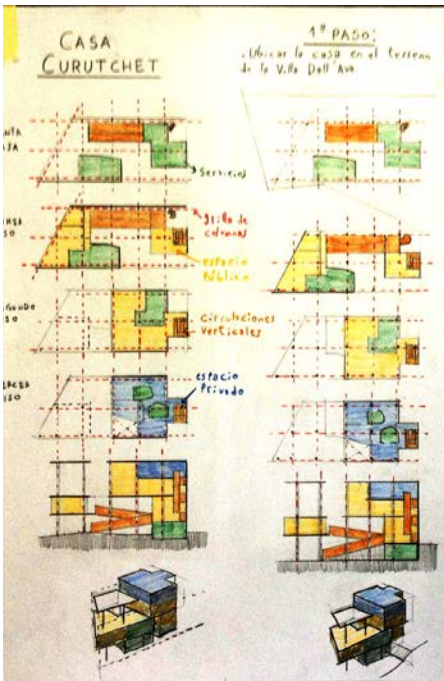 CASA
CURUTCHET
1º PASO:
. Ubicar la casa en el terreno
de la Villa Dall'Ava
Servicios
grilla de
columnas
espacio
Público
circulaciones
verticales
espacio
Privado